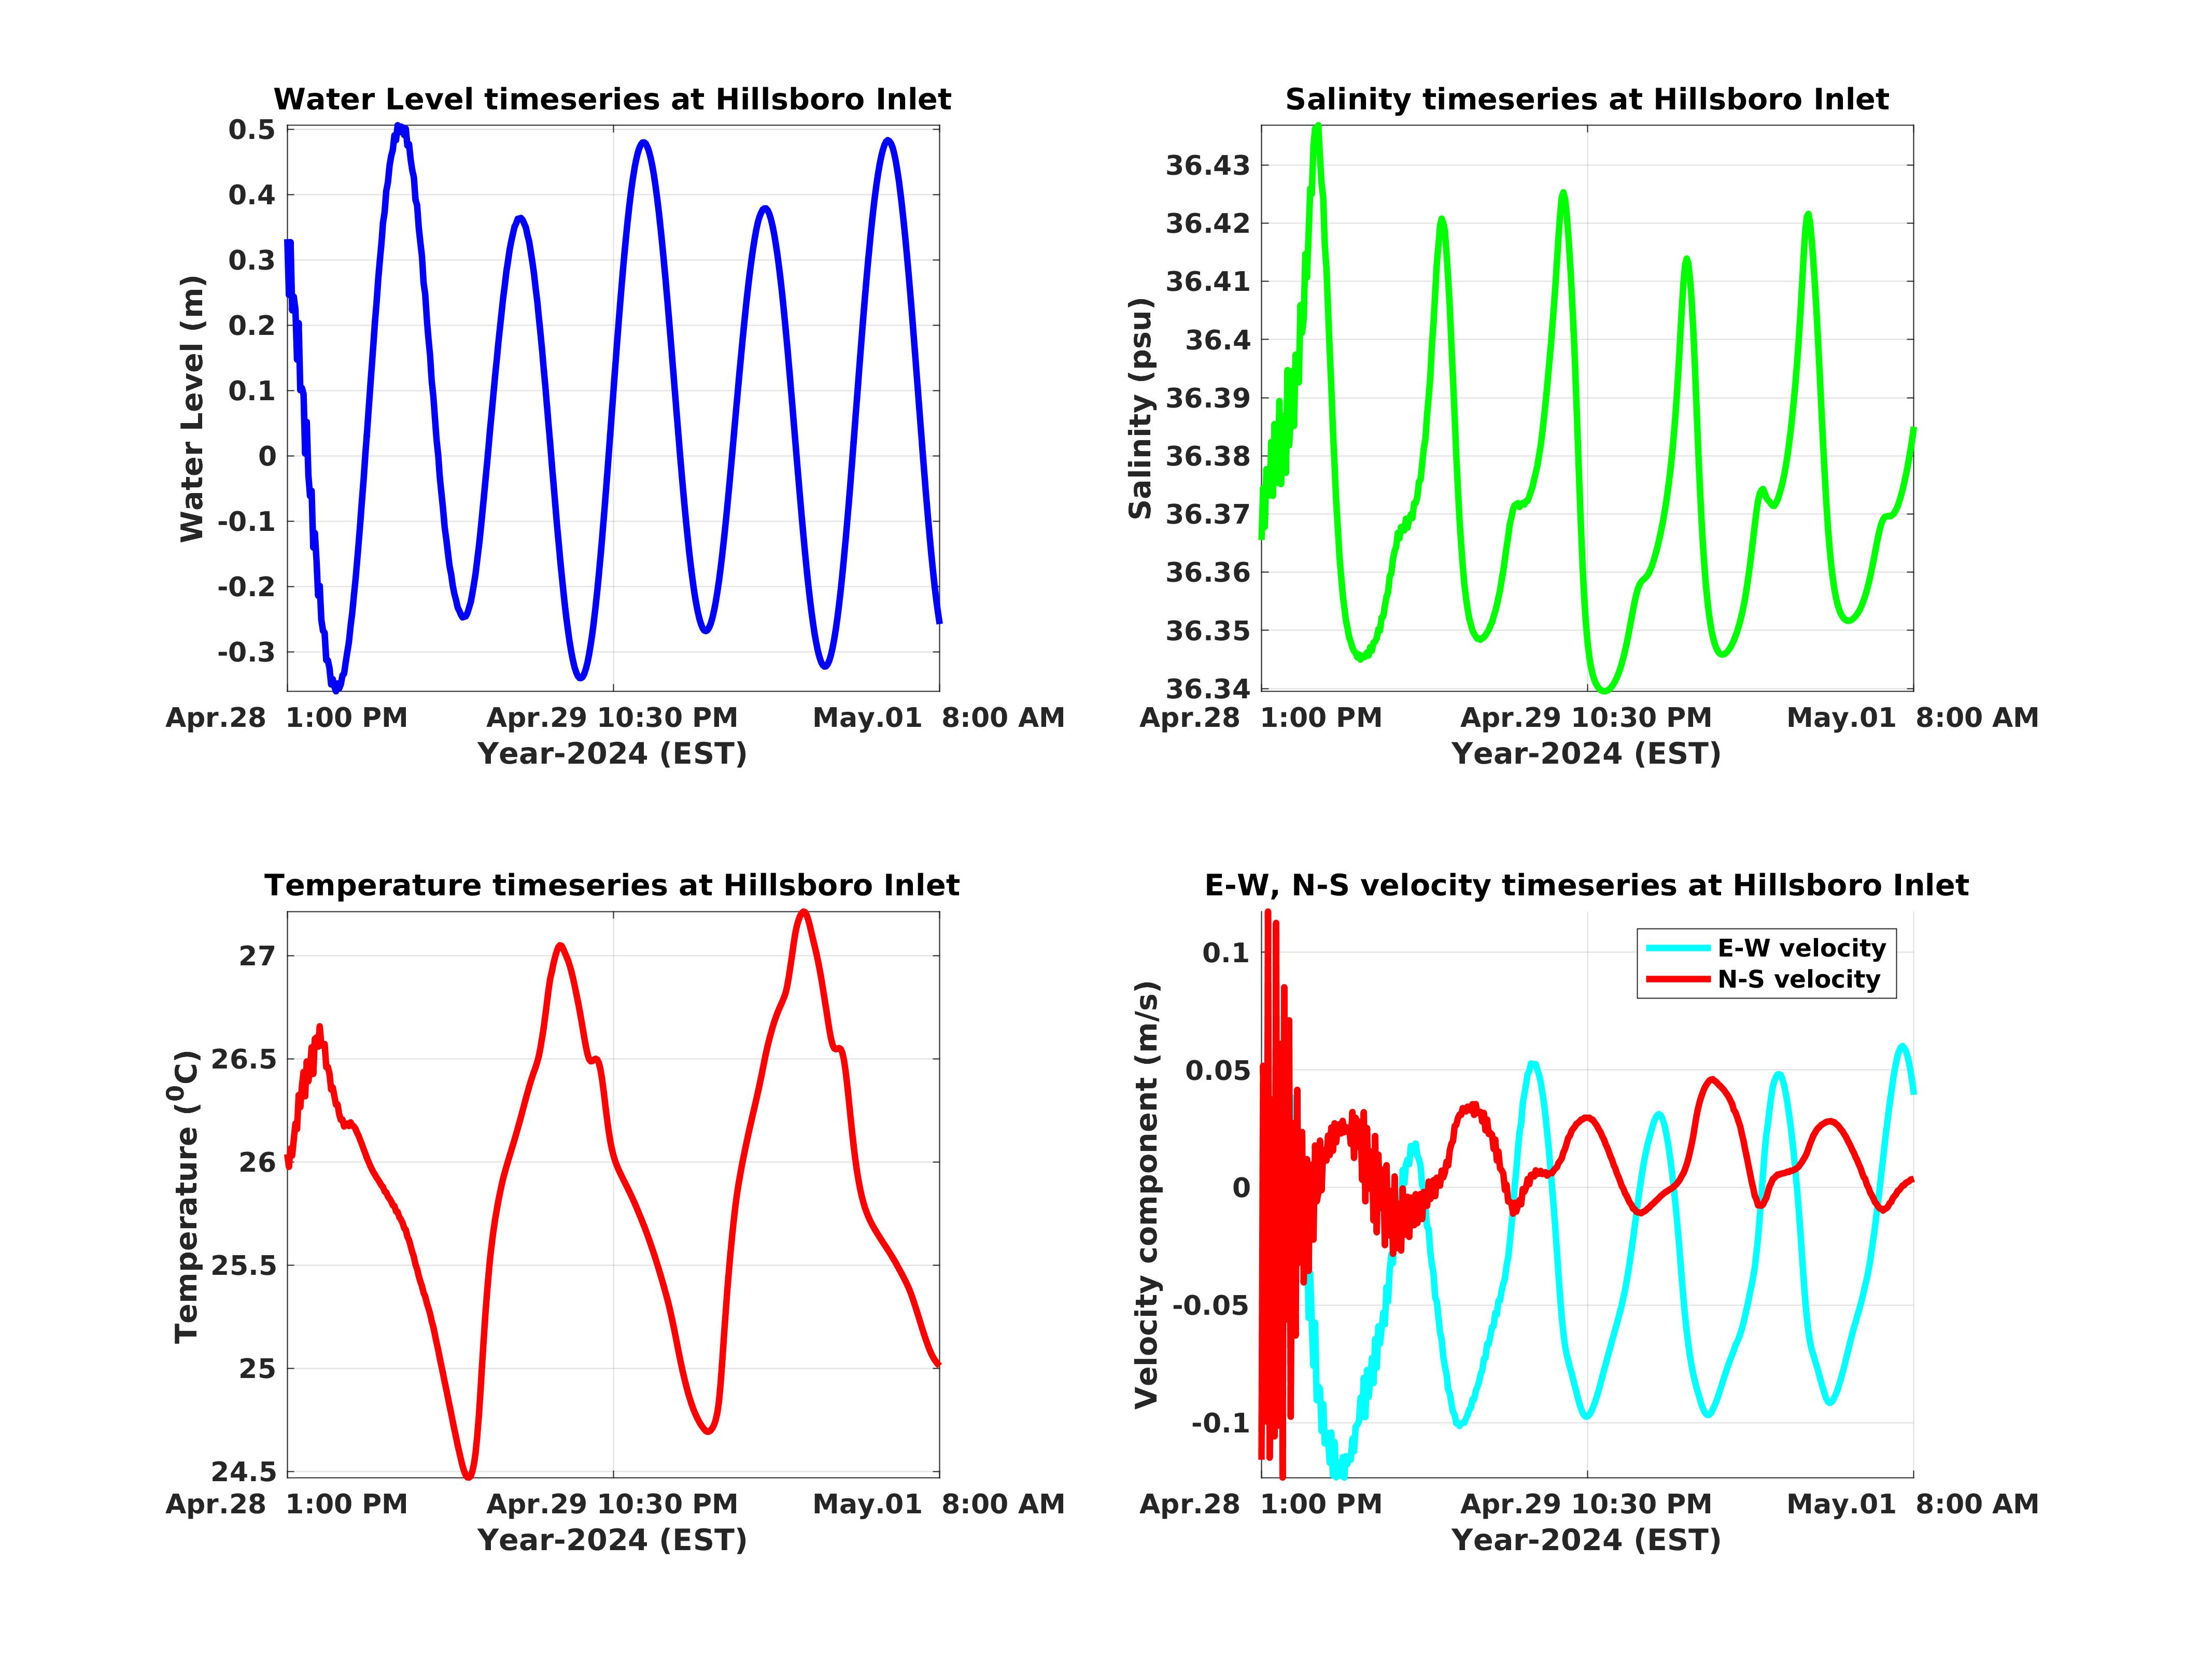 Water Level timeseries at Hillsboro Inlet
0.5
0.4
0.3
0.2
0.1
0
-0.1
-0.2
-0.3
Water Level (m)
Apr.28 1:00 PM
Apr.29 10:30 PM
May.01 8:00 AM
Year-2024 (EST)
Salinity timeseries at Hillsboro Inlet
36.43
36.42
36.41
36.4
36.39
36.38
36.37
36.36
36.35
36.34
Salinity (psu)
Apr.28 1:00 PM
Apr.29 10:30 PM
May.01 8:00 AM
Year-2024 (EST)
Temperature timeseries at Hillsboro Inlet
27
26.5
26
25.5
25
24.5
Temperature (⁰C)
Apr.28 1:00 PM
Apr.29 10:30 PM
May.01 8:00 AM
Year-2024 (EST)
E-W, N-S velocity timeseries at Hillsboro Inlet
E-W velocity
N-S velocity
0.1
0.05
0
-0.05
-0.1
Velocity component (m/s)
Apr.28 1:00 PM
Apr.29 10:30 PM
May.01 8:00 AM
Year-2024 (EST)